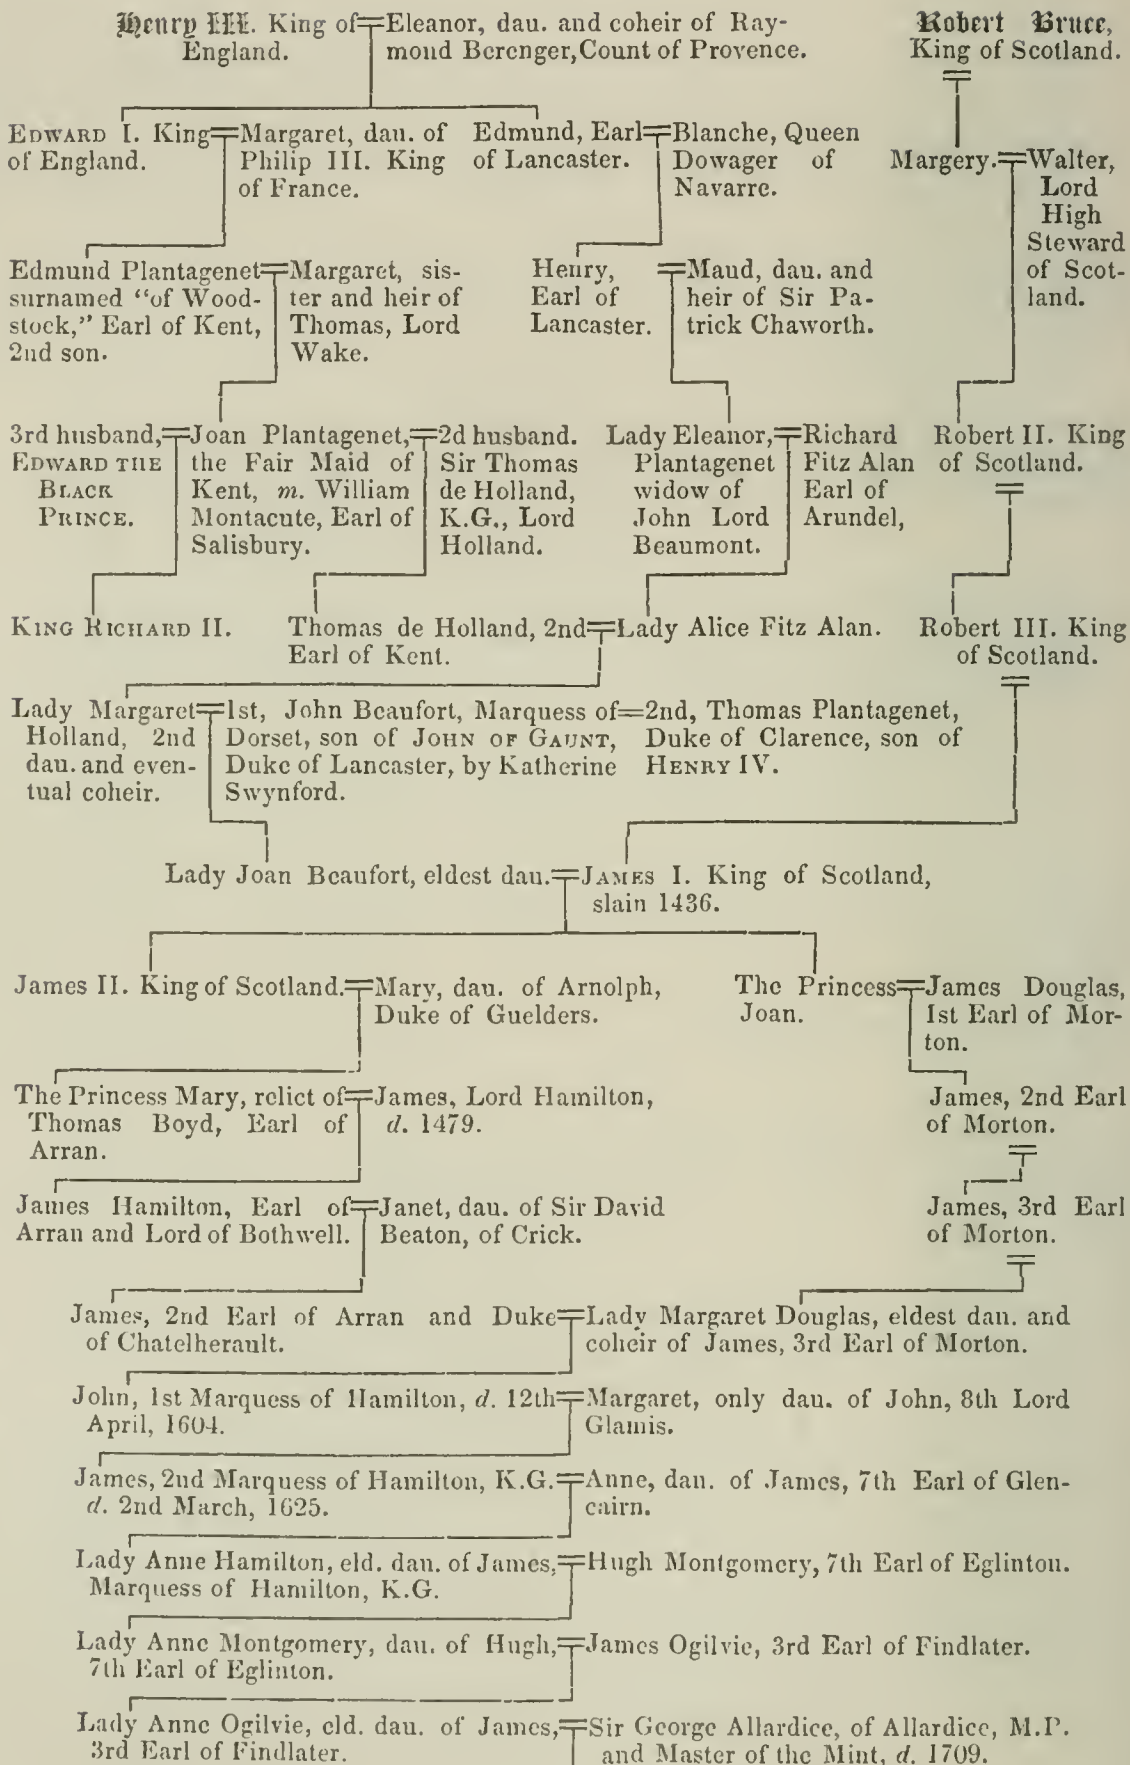 Henry III. King of England.
Eleanor, dau. and coheir of Ray-
mond Berenger, Count of Provence.
Robert Bruce,
King of Scotland.
EDWARD I. King
of England.
Margaret, dau. of
Philip III. King
of France.
Edmund, Earl
of Lancaster.
Blanche, Queen
Dowager of
Navarre.
Margery.
Walter,
Lord
High
Steward
of Scot-
land.
Edmund Plantagenet
surnamed "of Wood-
stock," Earl of Kent,
2nd son.
Margaret, sis-
ter and heir of
Thomas, Lord
Wake.
Henry,
Earl of
Lancaster.
Maud, dau. and
heir of Sir Pa-
trick Chaworth.
3rd husband,
EDWARD THE
BLACK
PRINCE.
Joan Plantagenet,
the Fair Maid of
Kent, m. William
Montacute, Earl of
Salisbury.
2d husband.
Sir Thomas
de Holland,
K.G., Lord
Holland.
Lady Eleanor,
Plantagenet
widow of
John Lord
Beaumont.
Richard
Fitz Alan
Earl of
Arundel,
Robert II. King
of Scotland.
KING RICHARD II.
Thomas de Holland, 2nd
Earl of Kent.
Lady Alice Fitz Alan.
Robert III. King
of Scotland.
Lady Margaret
Holland, 2nd
dau. and even-
tual coheir.
1st, John Beaufort, Marquess of
Dorset, son of JOHN OF GAUNT,
Duke of Lancaster, by Katherine
Swynford.
2nd, Thomas Plantagenet,
Duke of Clarence, son of
HENRY IV.
Lady Joan Beaufort, eldest dau.
JAMES I. King of Scotland,
slain 1436.
James II. King of Scotland.
Mary, dau. of Arnolph,
Duke of Guelders.
The Princess
Joan.
James Douglas,
1st Earl of Mor-
ton.
The Princess Mary, relict of
Thomas Boyd, Earl of
Arran.
James, Lord Hamilton,
d. 1479.
James, 2nd Earl
of Morton.
James Hamilton, Earl of
Arran and Lord of Bothwell.
Janet, dau. of Sir David
Beaton, of Crick.
James, 3rd Earl
of Morton.
James, 2nd Earl of Arran and Duke
of Chatelherault.
Lady Margaret Douglas, eldest dau. and
coheir of James, 3rd Earl of Morton.
John, 1st Marquess of Hamilton, d. 12th
April, 1604.
Margaret, only dau. of John, 8th Lord
Glamis.
James, 2nd Marquess of Hamilton, K.G.
d. 2nd March, 1625.
Anne, dau. of James, 7th Earl of Glen-
cairn.
Lady Anne Hamilton, eld. dau. of James,
Marquess of Hamilton, K.G.
Hugh Montgomery, 7th Earl of Eglinton.
Lady Anne Montgomery, dau. of Hugh,
7th Earl of Eglinton.
James Ogilvie, 3rd Earl of Findlater.
Lady Anne Ogilvie, eld. dau. of James,
3rd Earl of Findlater.
Sir George Allardice, of Allardice, M.P.
and Master of the Mint, d. 1709.